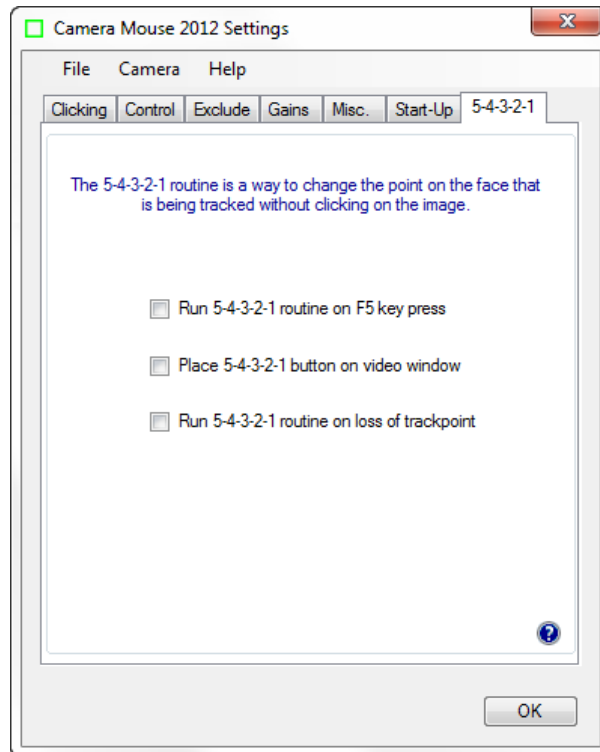 Camera Mouse 2012 Settings
File Camera Help
Clicking Control Exclude Gains Misc. Start-Up 5-4-3-2-1
The 5-4-3-2-1 routine is a way to change the point on the face that
is being tracked without clicking on the image.
Run 5-4-3-2-1 routine on F5 key press
Place 5-4-3-2-1 button on video window
Run 5-4-3-2-1 routine on loss of trackpoint
?
OK